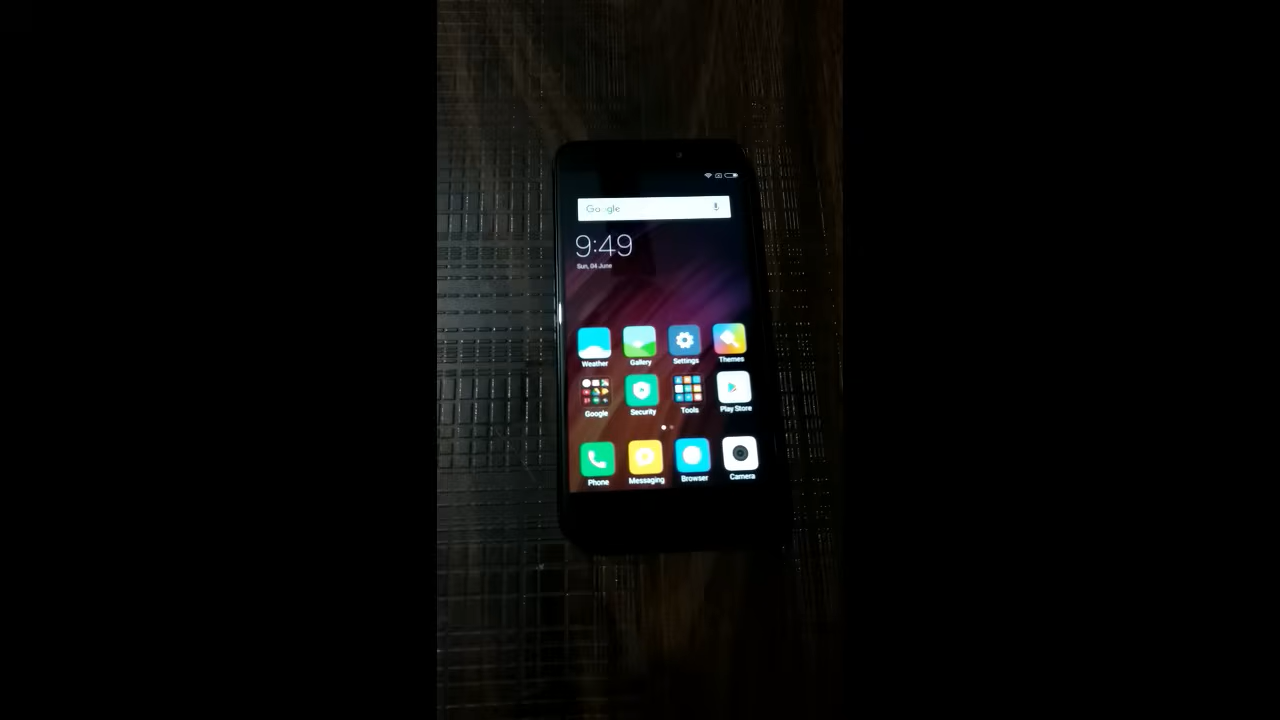 Google
9:49
Sun, 04 June
Weather Gallery Settings Themes
Google Security Tools Play Store
Phone Messaging Browser Camera